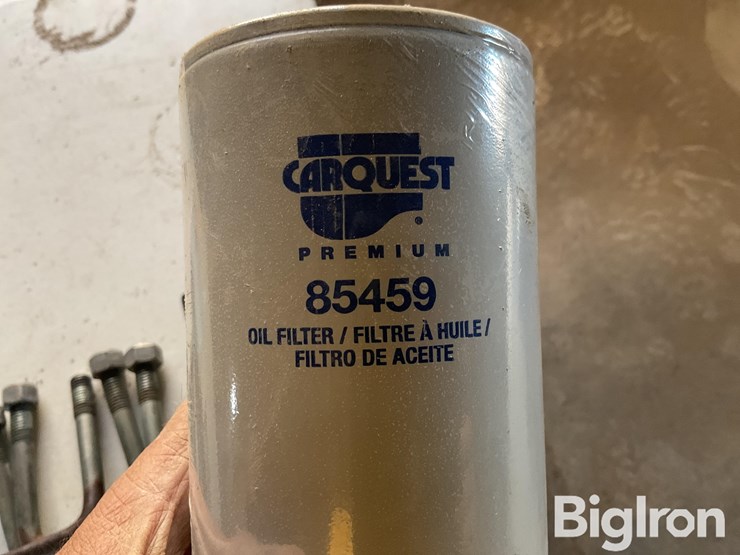 CARQUEST
®
PREMIUM
85459
OIL FILTER / FILTRE À HUILE /
FILTRO DE ACEITE
BigIron